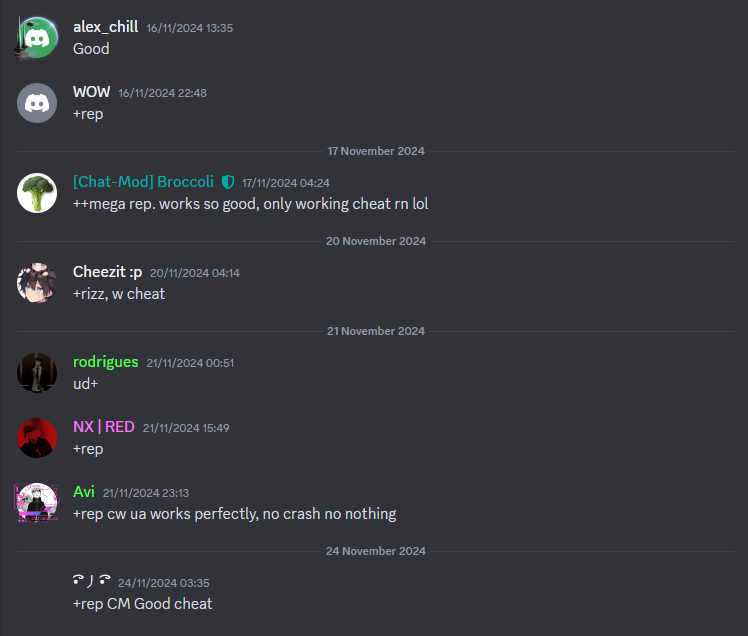 alex_chill 16/11/2024 13:35
Good
WOW 16/11/2024 22:48
+rep
17 November 2024
[Chat-Mod] Broccoli 17/11/2024 04:24
++mega rep. works so good, only working cheat rn lol
20 November 2024
Cheezit :p 20/11/2024 04:14
+rizz, w cheat
21 November 2024
rodrigues 21/11/2024 00:51
ud+
NX | RED 21/11/2024 15:49
+rep
Avi 21/11/2024 23:13
+rep cw ua works perfectly, no crash no nothing
24 November 2024
24/11/2024 03:35
+rep CM Good cheat